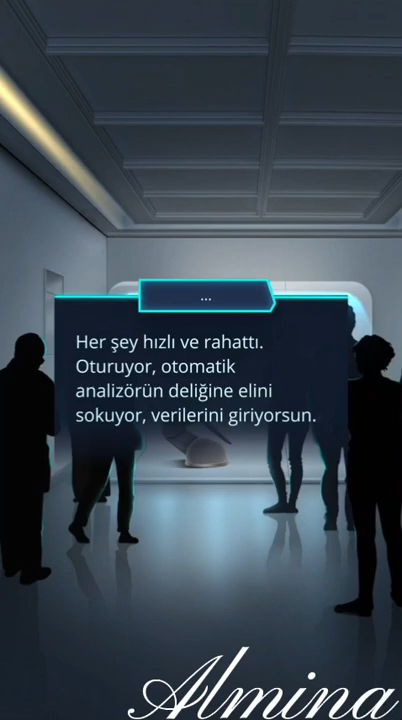 ...
Her şey hızlı ve rahattı.
Oturuyor, otomatik
analizörün deliğine elini
sokuyor, verilerini giriyorsun.
Almina